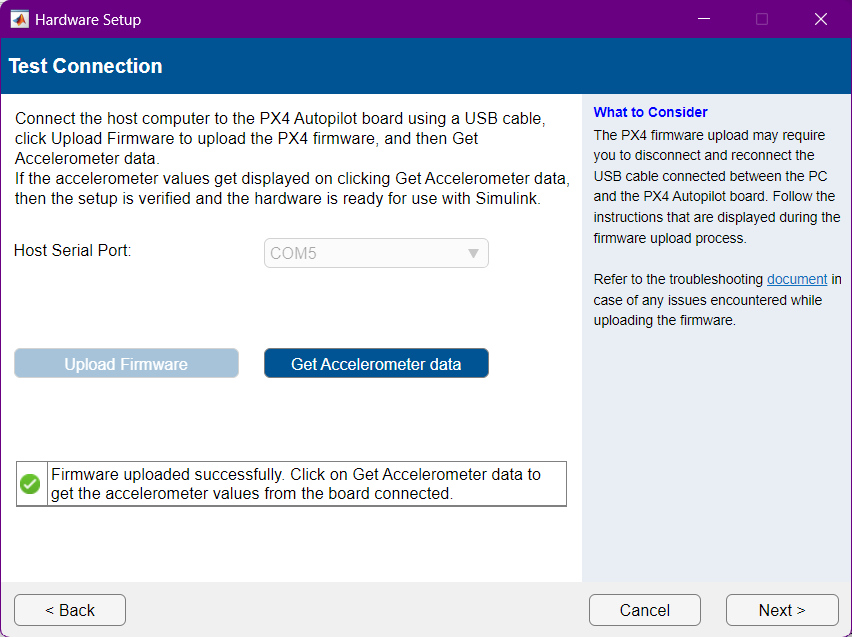 Hardware Setup
Test Connection
Connect the host computer to the PX4 Autopilot board using a USB cable,
click Upload Firmware to upload the PX4 firmware, and then Get
Accelerometer data.
If the accelerometer values get displayed on clicking Get Accelerometer data,
then the setup is verified and the hardware is ready for use with Simulink.
Host Serial Port:
COM5
Upload Firmware
Get Accelerometer data
Firmware uploaded successfully. Click on Get Accelerometer data to
get the accelerometer values from the board connected.
What to Consider
The PX4 firmware upload may require
you to disconnect and reconnect the
USB cable connected between the PC
and the PX4 Autopilot board. Follow the
instructions that are displayed during the
firmware upload process.
Refer to the troubleshooting document in
case of any issues encountered while
uploading the firmware.
< Back
Cancel
Next >